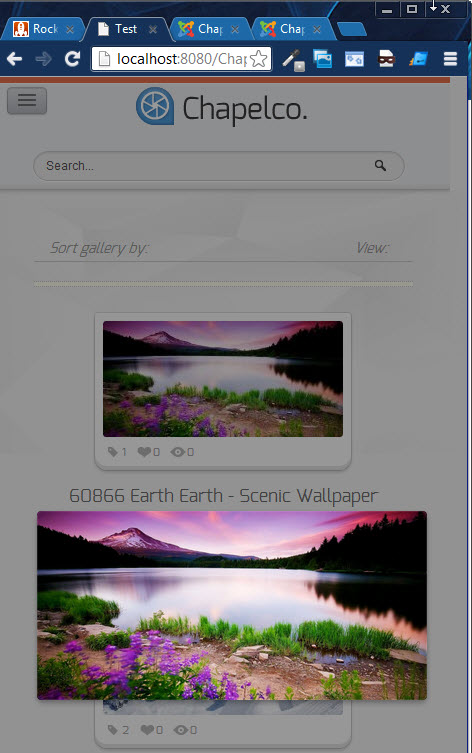 Rock
Test
Chap
Chap
localhost:8080/Chap
Chapelco.
Search...
Sort gallery by:
View:
1 0 0
60866 Earth Earth - Scenic Wallpaper
2 0 0